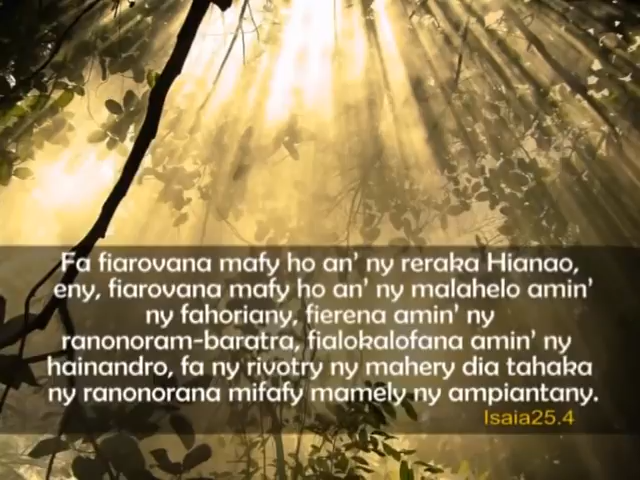 Fa fiarovana mafy ho an' ny reraka Hianao,
eny, fiarovana mafy ho an' ny malahelo amin'
ny fahoriany, fierena amin' ny
ranonoram-baratra, fialokalofana amin' ny
hainandro, fa ny rivotry ny mahery dia tahaka
ny ranonorana mifafy mamely ny ampiantany.
Isaia25.4